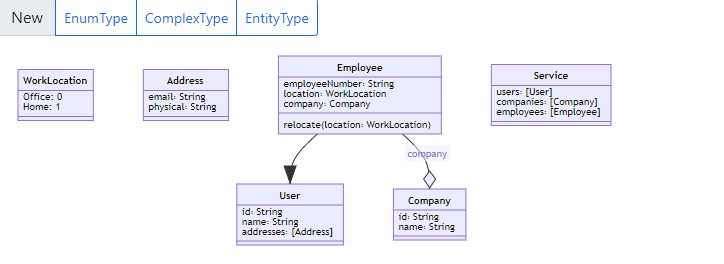 New EnumType ComplexType EntityType
WorkLocation
Office: 0
Home: 1
Address
email: String
physical: String
Employee
employeeNumber: String
location: WorkLocation
company: Company
relocate(location: WorkLocation)
Service
users: [User]
companies: [Company]
employees: [Employee]
company
User
id: String
name: String
addresses: [Address]
Company
id: String
name: String